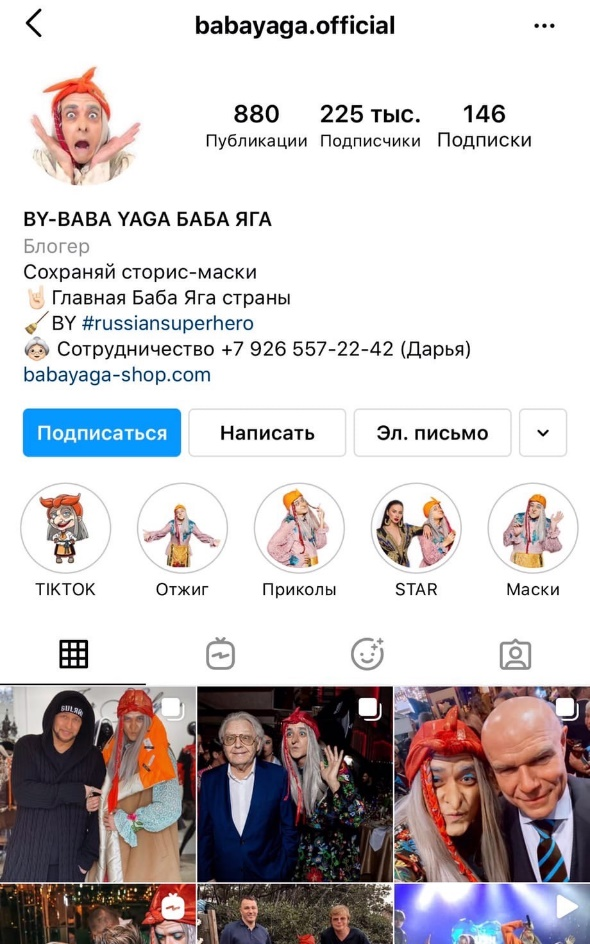 babayaga.official
880 225 тыс. 146
Публикации Подписчики Подписки
BY-BABA YAGA БАБА ЯГА
Блогер
Сохраняй сторис-маски
🤘🏻 Главная Баба Яга страны
🧹 BY #russiansuperhero
👵🏻 Сотрудничество +7 926 557-22-42 (Дарья)
babayaga-shop.com
Подписаться Написать Эл. письмо
TIKTOK Отжиг Приколы STAR Маски